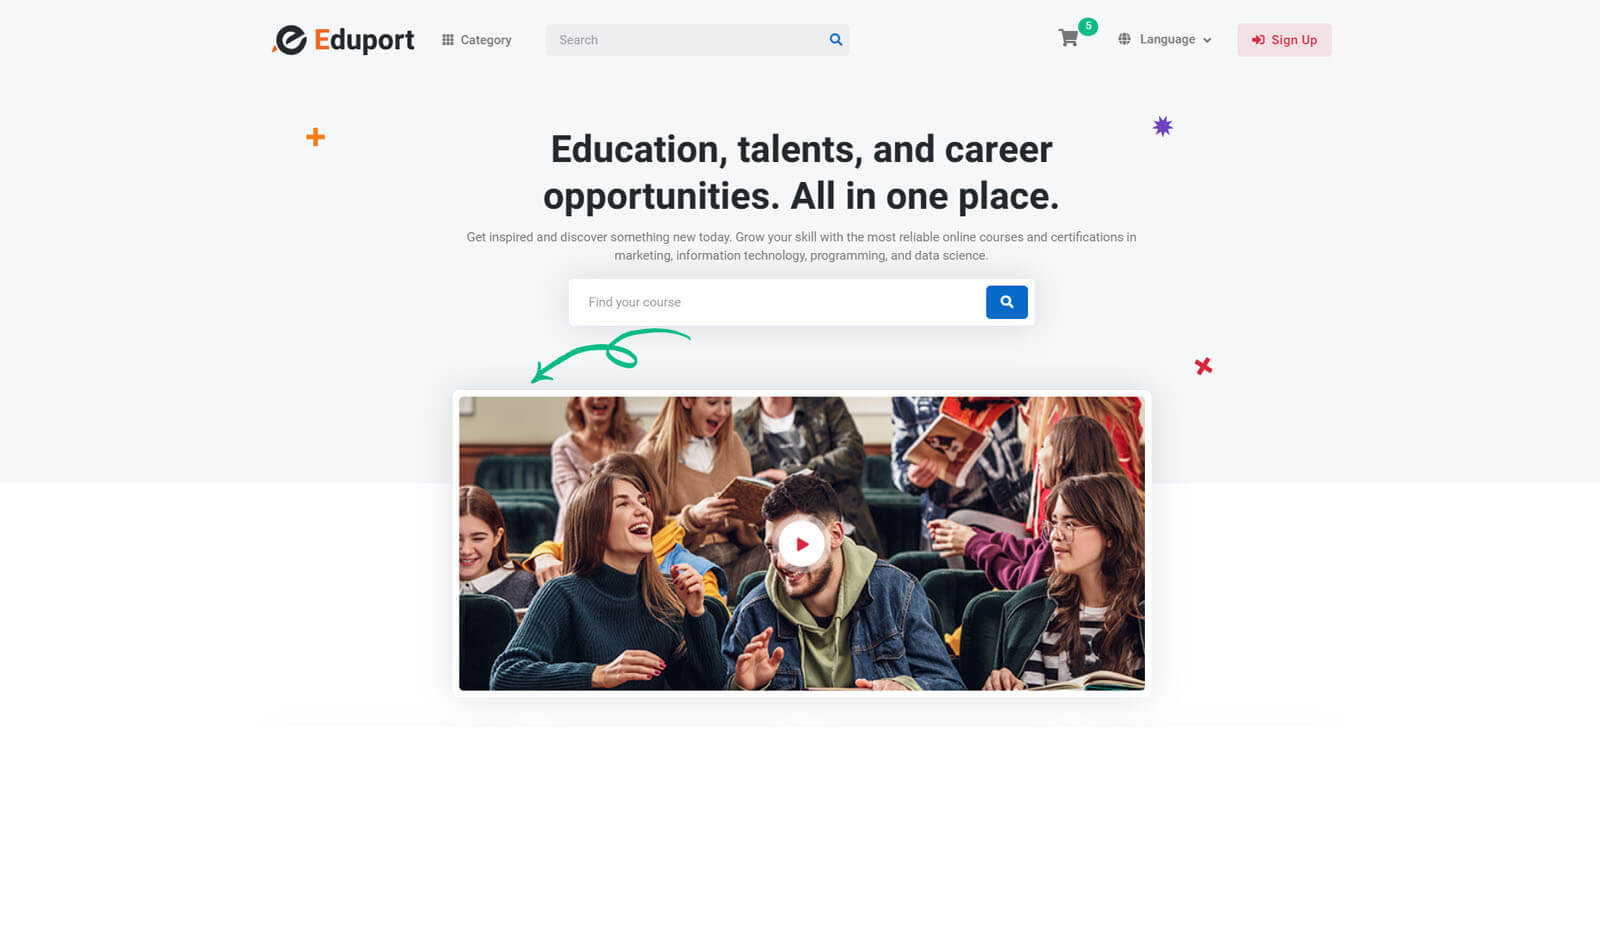 Eduport
Category
Search
5
Language
Sign Up
Education, talents, and career
opportunities. All in one place.
Get inspired and discover something new today. Grow your skill with the most reliable online courses and certifications in
marketing, information technology, programming, and data science.
Find your course